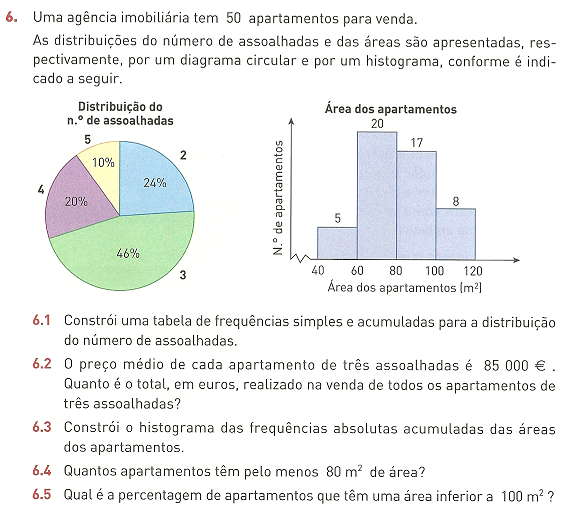 6. Uma agência imobiliária tem 50 apartamentos para venda.
As distribuições do número de assoalhadas e das áreas são apresentadas, res-
pectivamente, por um diagrama circular e por um histograma, conforme é indi-
cado a seguir.
Distribuição do
n.º de assoalhadas
5
10%
2
24%
4
20%
46%
3
Área dos apartamentos
N.º de apartamentos
20
17
8
5
40 60 80 100 120
Área dos apartamentos (m²)
6.1 Constrói uma tabela de frequências simples e acumuladas para a distribuição
do número de assoalhadas.
6.2 O preço médio de cada apartamento de três assoalhadas é 85 000 € .
Quanto é o total, em euros, realizado na venda de todos os apartamentos de
três assoalhadas?
6.3 Constrói o histograma das frequências absolutas acumuladas das áreas
dos apartamentos.
6.4 Quantos apartamentos têm pelo menos 80 m² de área?
6.5 Qual é a percentagem de apartamentos que têm uma área inferior a 100 m² ?